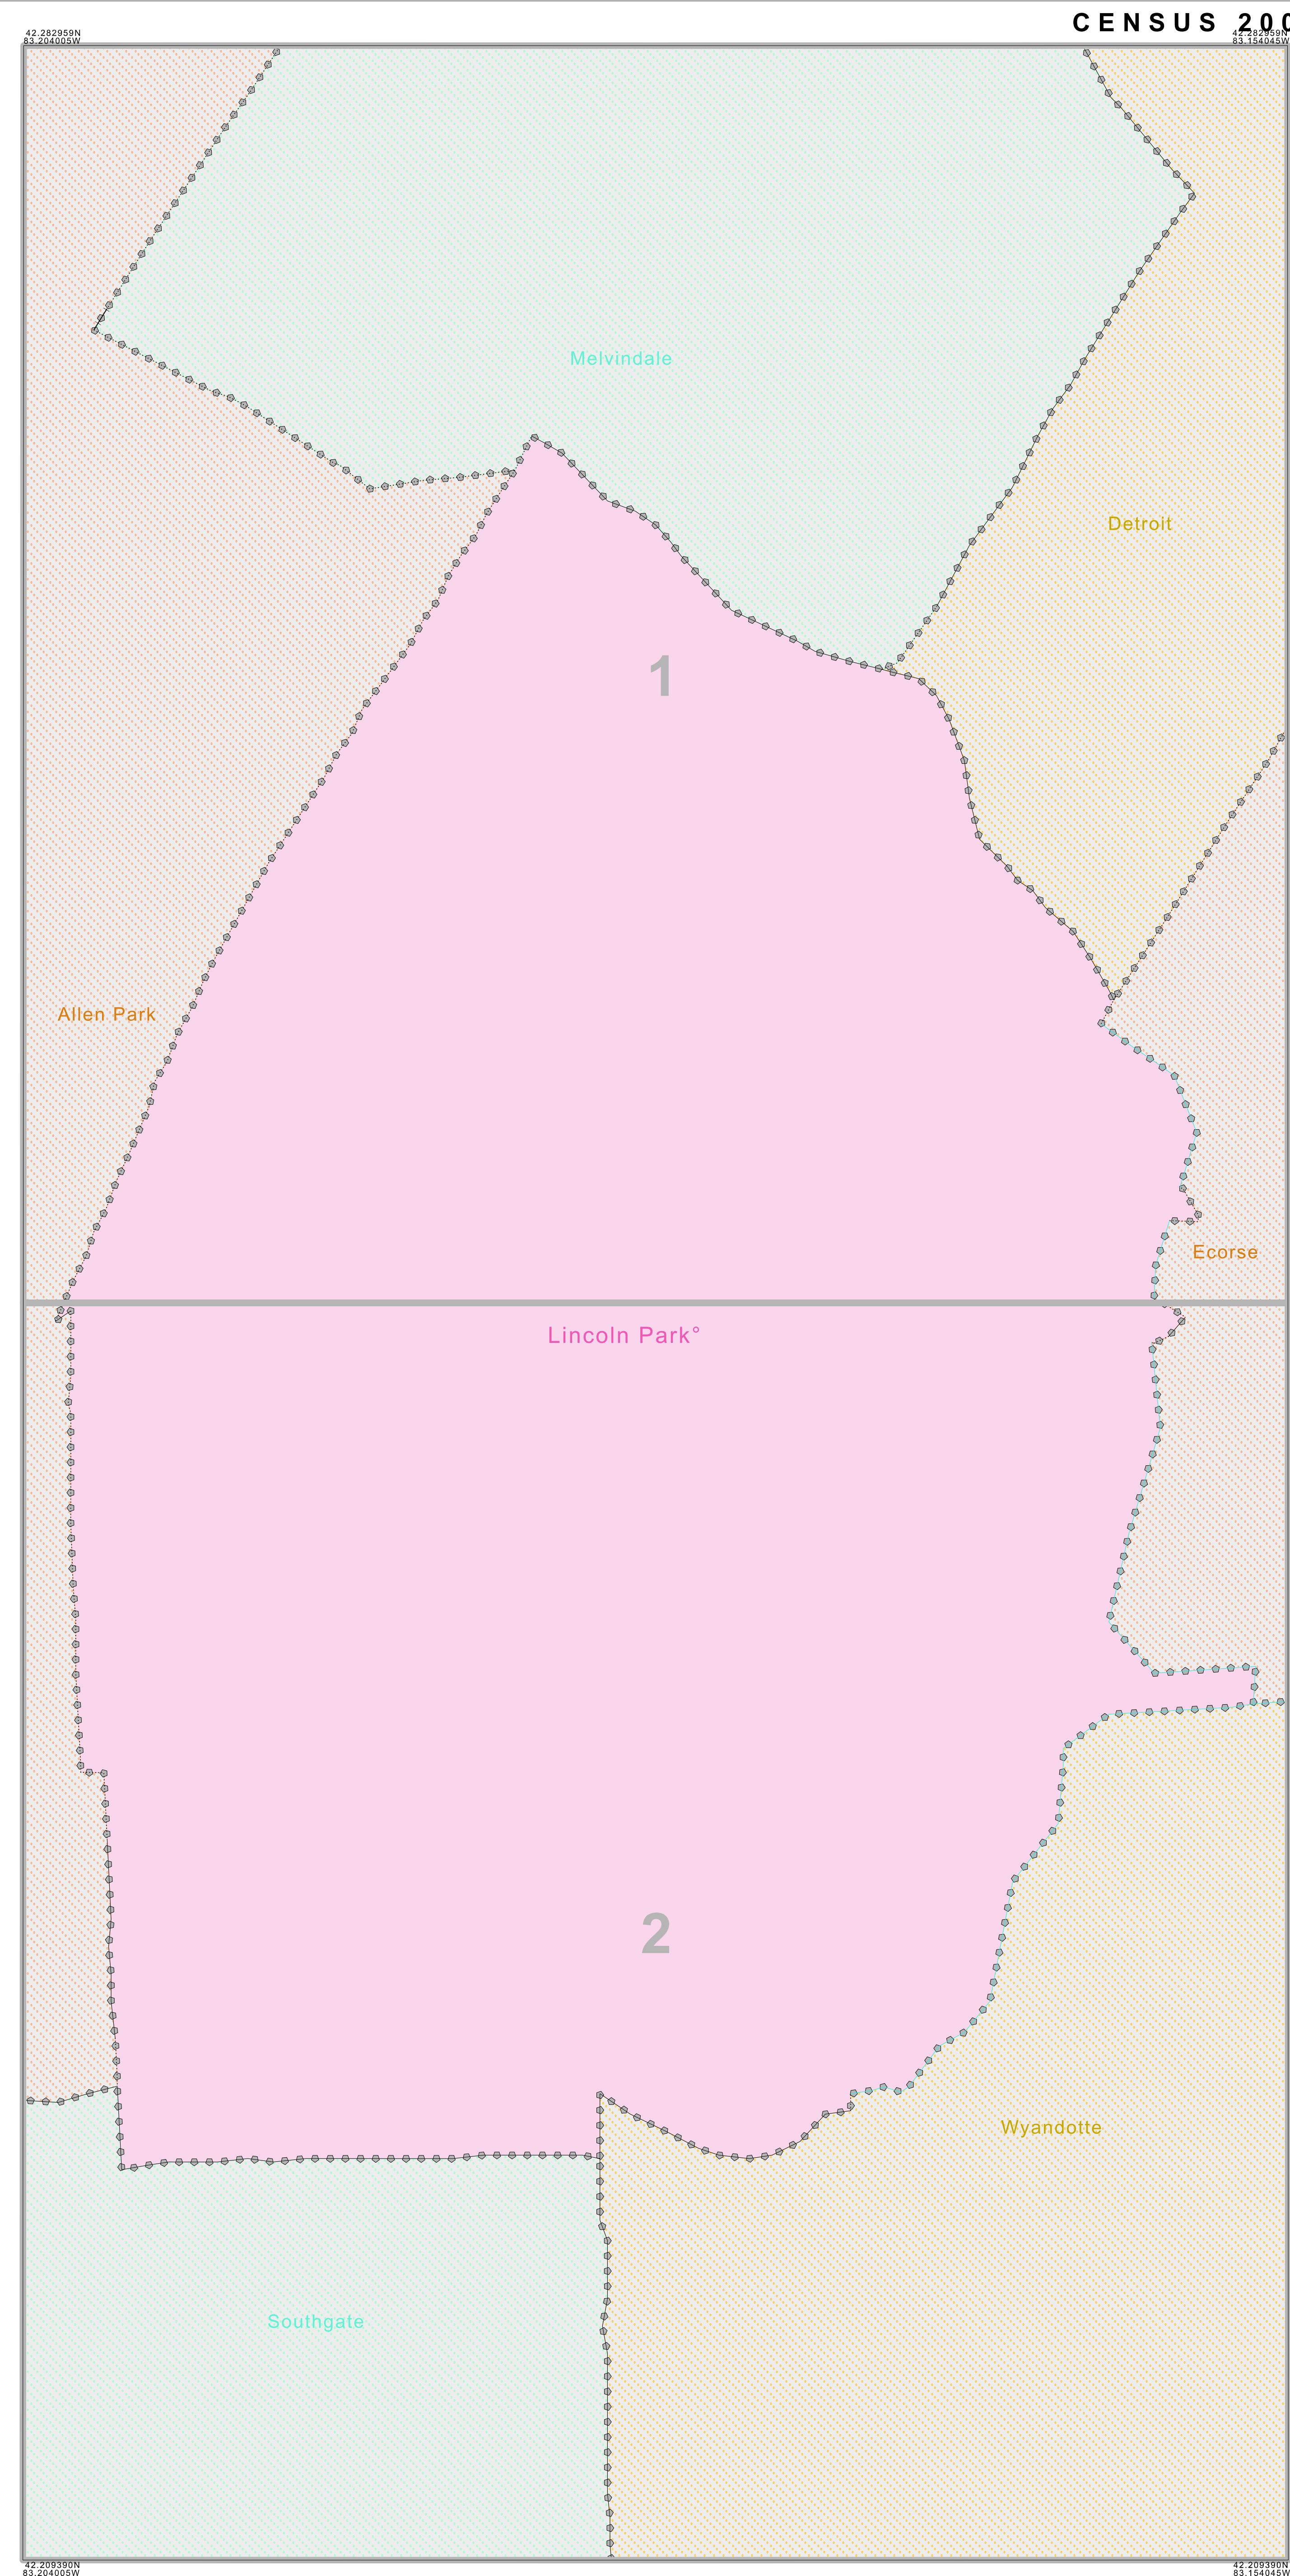 CENSUS 200
42.282959N
83.204005W
42.282959N
83.154045W
Melvindale
Detroit
1
Allen Park
Ecorse
Lincoln Park°
2
Wyandotte
Southgate
42.209390N
83.204005W
42.209390N
83.154045W